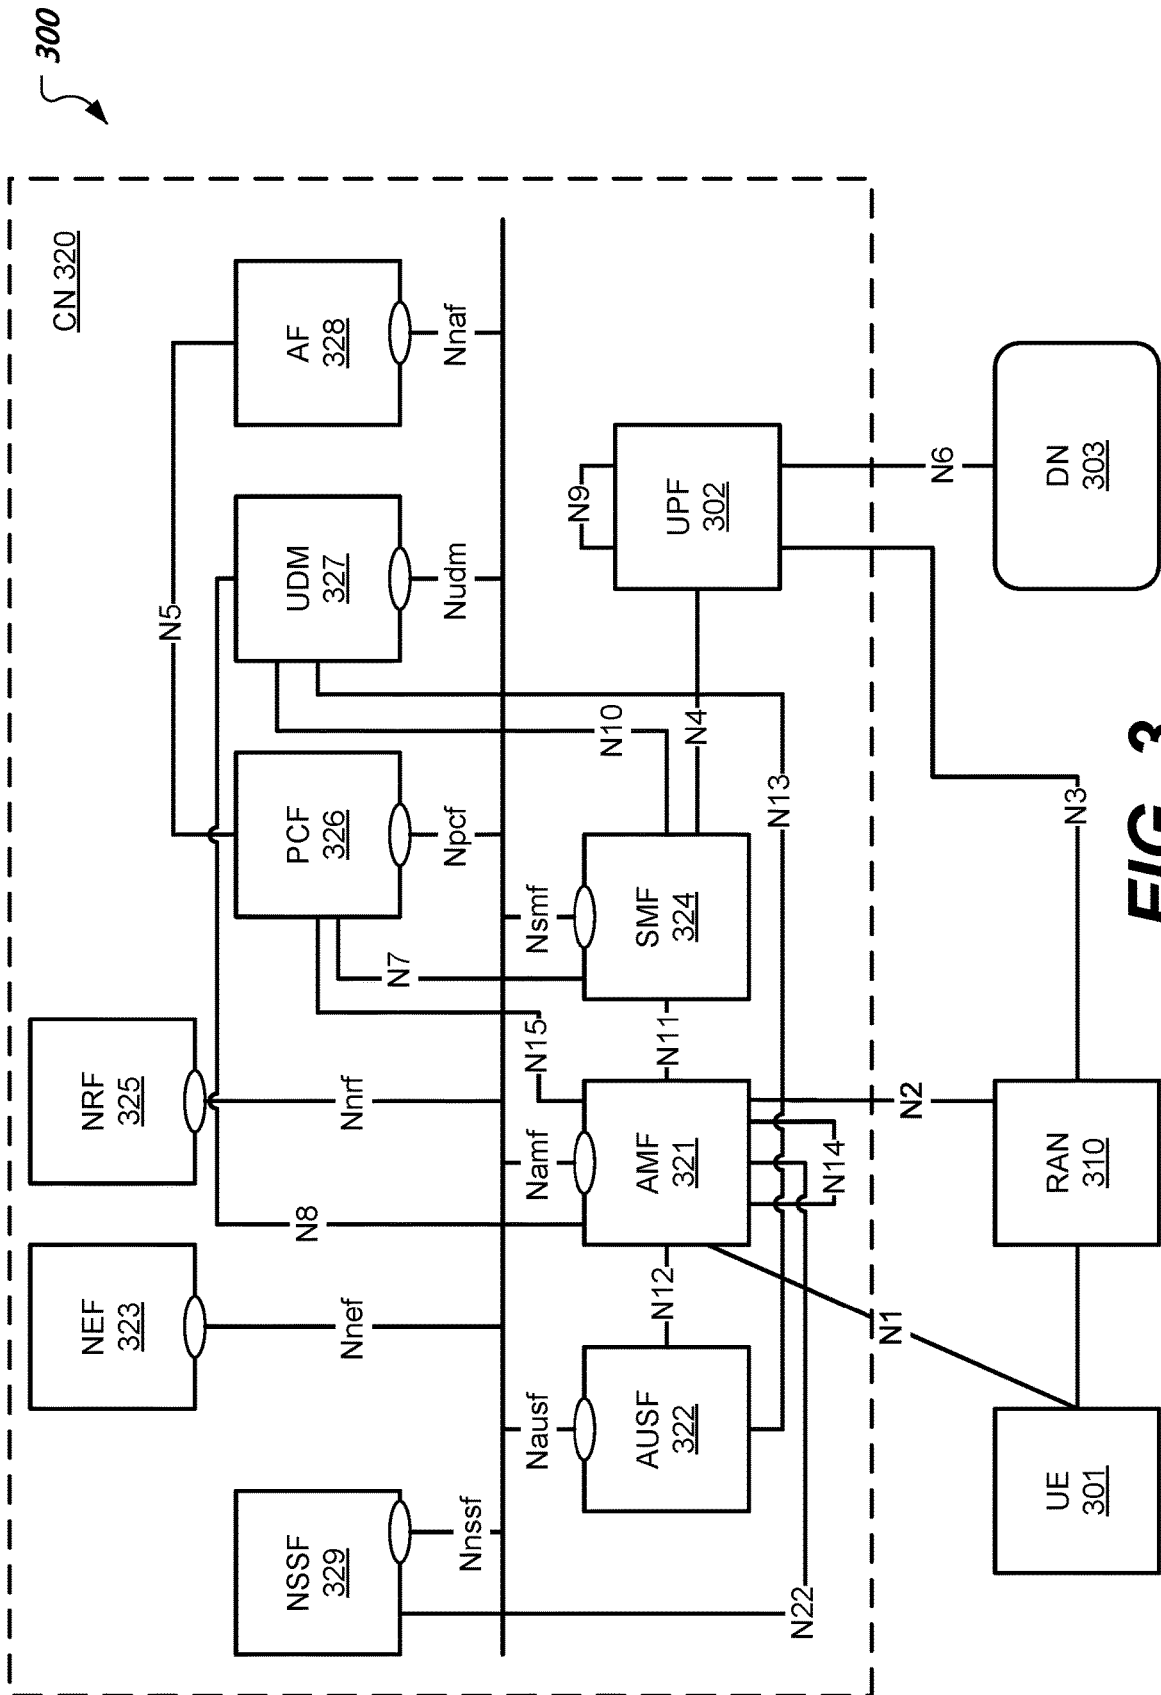 300
CN 320
NEF
323
NRF
325
N5
NSSF
329
PCF
326
UDM
327
AF
328
N8
N7
Nnssf
Nnef
Nnrf
Npcf
Nudm
Nnaf
Nausf
Namf
N15
Nsmf
N10
N9
AUSF
322
N12
AMF
321
N11
SMF
324
N4
UPF
302
N22
N14
N13
N1
N2
N6
N3
UE
301
RAN
310
DN
303
FIG. 3